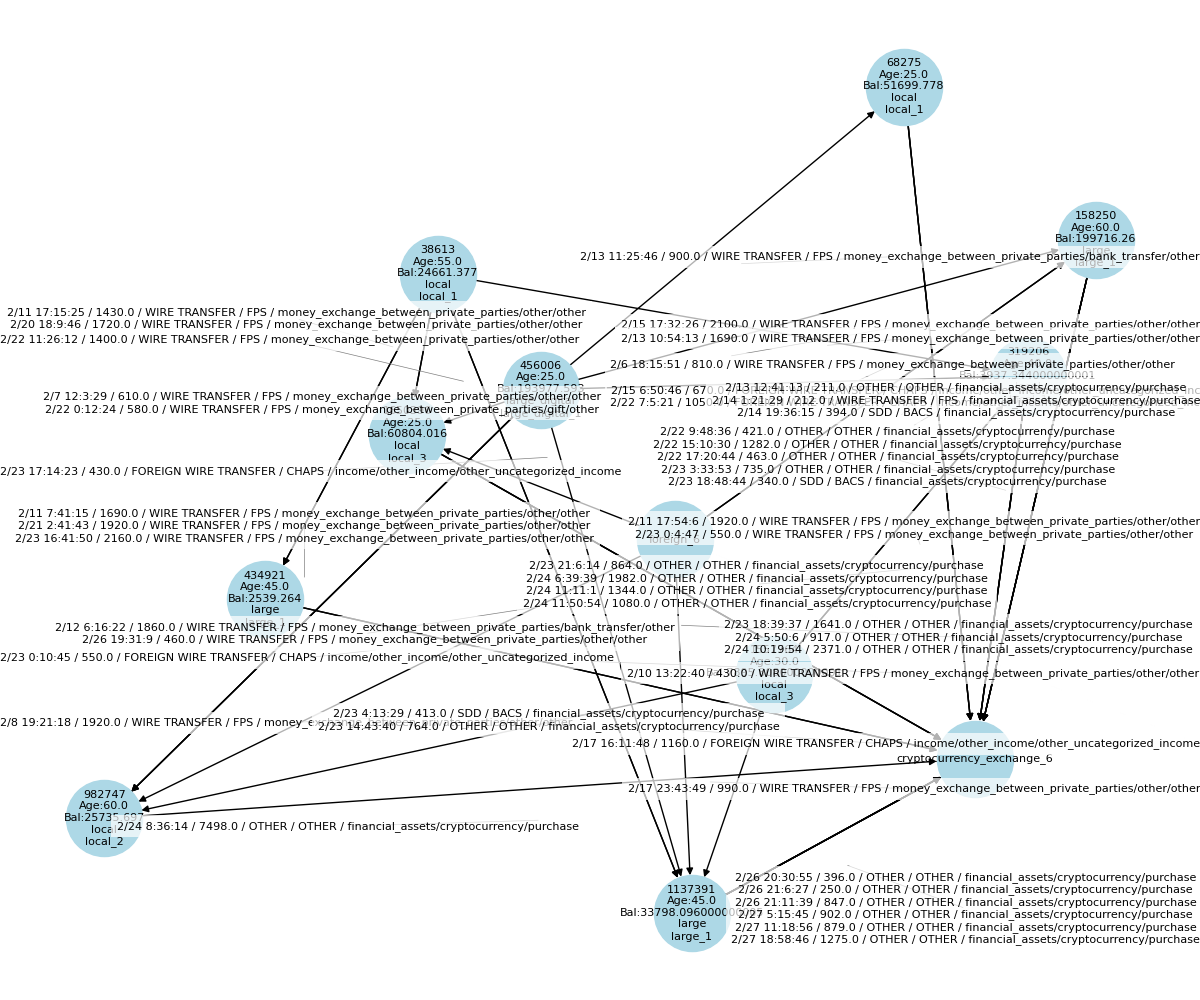 68275
Age:25.0
Bal:51699.778
local
local_1
158250
Age:60.0
Bal:199716.26
large
large_1
2/13 11:25:46 / 900.0 / WIRE TRANSFER / FPS / money_exchange_between_private_parties/bank_transfer/other
38613
Age:55.0
Bal:24661.377
local
local_1
2/11 17:15:25 / 1430.0 / WIRE TRANSFER / FPS / money_exchange_between_private_parties/other/other
2/20 18:9:46 / 1720.0 / WIRE TRANSFER / FPS / money_exchange_between_private_parties/other/other
2/22 11:26:12 / 1400.0 / WIRE TRANSFER / FPS / money_exchange_between_private_parties/other/other
2/15 17:32:26 / 2100.0 / WIRE TRANSFER / FPS / money_exchange_between_private_parties/other/other
2/13 10:54:13 / 1690.0 / WIRE TRANSFER / FPS / money_exchange_between_private_parties/other/other
319206
2/6 18:15:51 / 810.0 / WIRE TRANSFER / FPS / money_exchange_between_private_parties/other/other
456006
Age:25.0
Bal:193977.593
large_digital
large_digital_1
2/15 6:50:46 / 67
2/22 7:5:21 / 105
2/13 12:41:13 / 211.0 / OTHER / OTHER / financial_assets/cryptocurrency/purchase
2/14 1:21:29 / 212.0 / OTHER / OTHER / financial_assets/cryptocurrency/purchase
2/14 19:36:15 / 394.0 / SDD / BACS / financial_assets/cryptocurrency/purchase
2/7 12:3:29 / 610.0 / WIRE TRANSFER / FPS / money_exchange_between_private_parties/other/other
2/22 0:12:24 / 580.0 / WIRE TRANSFER / FPS / money_exchange_between_private_parties/gift/other
Age:25.0
Bal:60804.016
local
local_3
2/22 9:48:36 / 421.0 / OTHER / OTHER / financial_assets/cryptocurrency/purchase
2/22 15:10:30 / 1282.0 / OTHER / OTHER / financial_assets/cryptocurrency/purchase
2/22 17:20:44 / 463.0 / OTHER / OTHER / financial_assets/cryptocurrency/purchase
2/23 3:33:53 / 735.0 / OTHER / OTHER / financial_assets/cryptocurrency/purchase
2/23 18:48:44 / 340.0 / SDD / BACS / financial_assets/cryptocurrency/purchase
2/23 17:14:23 / 430.0 / FOREIGN WIRE TRANSFER / CHAPS / income/other_income/other_uncategorized_income
2/11 7:41:15 / 1690.0 / WIRE TRANSFER / FPS / money_exchange_between_private_parties/other/other
2/21 2:41:43 / 1920.0 / WIRE TRANSFER / FPS / money_exchange_between_private_parties/other/other
2/23 16:41:50 / 2160.0 / WIRE TRANSFER / FPS / money_exchange_between_private_parties/other/other
2/11 17:54:6 / 1920.0 / WIRE TRANSFER / FPS / money_exchange_between_private_parties/other/other
2/23 0:4:47 / 550.0 / WIRE TRANSFER / FPS / money_exchange_between_private_parties/other/other
foreign_6
2/23 21:6:14 / 864.0 / OTHER / OTHER / financial_assets/cryptocurrency/purchase
2/24 6:39:39 / 1982.0 / OTHER / OTHER / financial_assets/cryptocurrency/purchase
2/24 11:11:1 / 1344.0 / OTHER / OTHER / financial_assets/cryptocurrency/purchase
2/24 11:50:54 / 1080.0 / OTHER / OTHER / financial_assets/cryptocurrency/purchase
434921
Age:45.0
Bal:2539.264
large
large_1
2/12 6:16:22 / 1860.0 / WIRE TRANSFER / FPS / money_exchange_between_private_parties/bank_transfer/other
2/26 19:31:9 / 460.0 / WIRE TRANSFER / FPS / money_exchange_between_private_parties/other/other
2/23 18:39:37 / 1641.0 / OTHER / OTHER / financial_assets/cryptocurrency/purchase
2/24 5:50:6 / 917.0 / OTHER / OTHER / financial_assets/cryptocurrency/purchase
2/24 10:19:54 / 2371.0 / OTHER / OTHER / financial_assets/cryptocurrency/purchase
2/23 0:10:45 / 550.0 / FOREIGN WIRE TRANSFER / CHAPS / income/other_income/other_uncategorized_income
Age:30.0
2/10 13:22:40 / 430.0 / WIRE TRANSFER / FPS / money_exchange_between_private_parties/other/other
local
local_3
2/23 4:13:29 / 413.0 / SDD / BACS / financial_assets/cryptocurrency/purchase
2/8 19:21:18 / 1920.0 / WIRE TRANSFER / FPS /
2/23 14:43:40 / 764.0 / OTHER / OTHER / financial_assets/cryptocurrency/purchase
2/17 16:11:48 / 1160.0 / FOREIGN WIRE TRANSFER / CHAPS / income/other_income/other_uncategorized_income
cryptocurrency_exchange_6
2/17 23:43:49 / 990.0 / WIRE TRANSFER / FPS / money_exchange_between_private_parties/other/other
982747
Age:60.0
Bal:25735.697
local
local_2
2/24 8:36:14 / 7498.0 / OTHER / OTHER / financial_assets/cryptocurrency/purchase
1137391
Age:45.0
large
large_1
2/26 20:30:55 / 396.0 / OTHER / OTHER / financial_assets/cryptocurrency/purchase
2/26 21:6:27 / 250.0 / OTHER / OTHER / financial_assets/cryptocurrency/purchase
2/26 21:11:39 / 847.0 / OTHER / OTHER / financial_assets/cryptocurrency/purchase
2/27 5:15:45 / 902.0 / OTHER / OTHER / financial_assets/cryptocurrency/purchase
2/27 11:18:56 / 879.0 / OTHER / OTHER / financial_assets/cryptocurrency/purchase
2/27 18:58:46 / 1275.0 / OTHER / OTHER / financial_assets/cryptocurrency/purchase